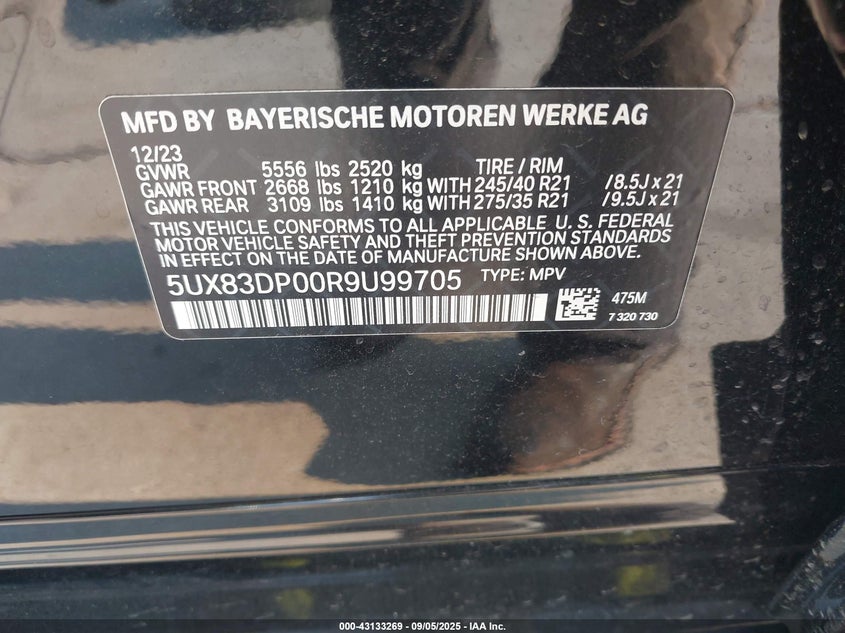 MFD BY BAYERISCHE MOTOREN WERKE AG
12/23
GVWR 5556 lbs 2520 kg TIRE / RIM
GAWR FRONT 2668 lbs 1210 kg WITH 245/40 R21 /8.5J x 21
GAWR REAR 3109 lbs 1410 kg WITH 275/35 R21 /9.5J x 21
THIS VEHICLE CONFORMS TO ALL APPLICABLE U. S. FEDERAL
MOTOR VEHICLE SAFETY AND THEFT PREVENTION STANDARDS
IN EFFECT ON THE DATE OF MANUFACTURE SHOWN ABOVE.
5UX83DP00R9U99705 TYPE: MPV
475M
7 320 730
000-43133269 - 09/05/2025 - IAA Inc.